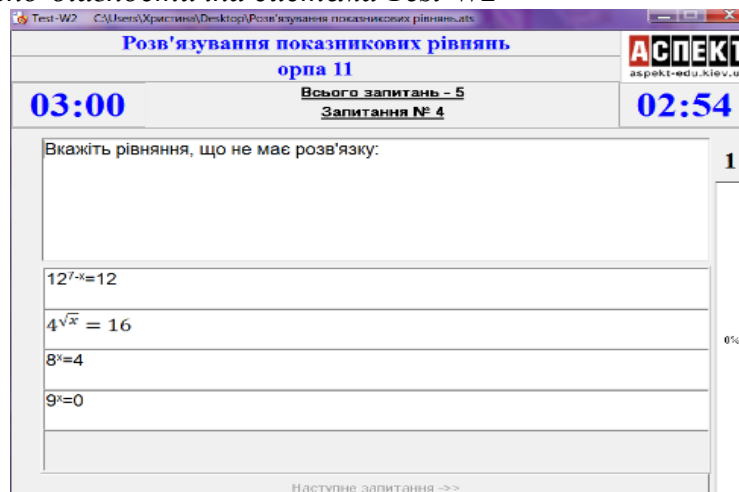 Test-W2 C:\Users\Христина\Desktop\Розв'язування показникових рівнянь.ats
Розв'язування показникових рівнянь
орпа 11
АСПЕКТ
aspekt-edu.kiev.u
03:00
Всього запитань - 5
Запитання № 4
02:54
Вкажіть рівняння, що не має розв'язку:
1
12⁷⁻ˣ=12
4^√x = 16
8ˣ=4
0%
9ˣ=0
Наступне запитання ->>